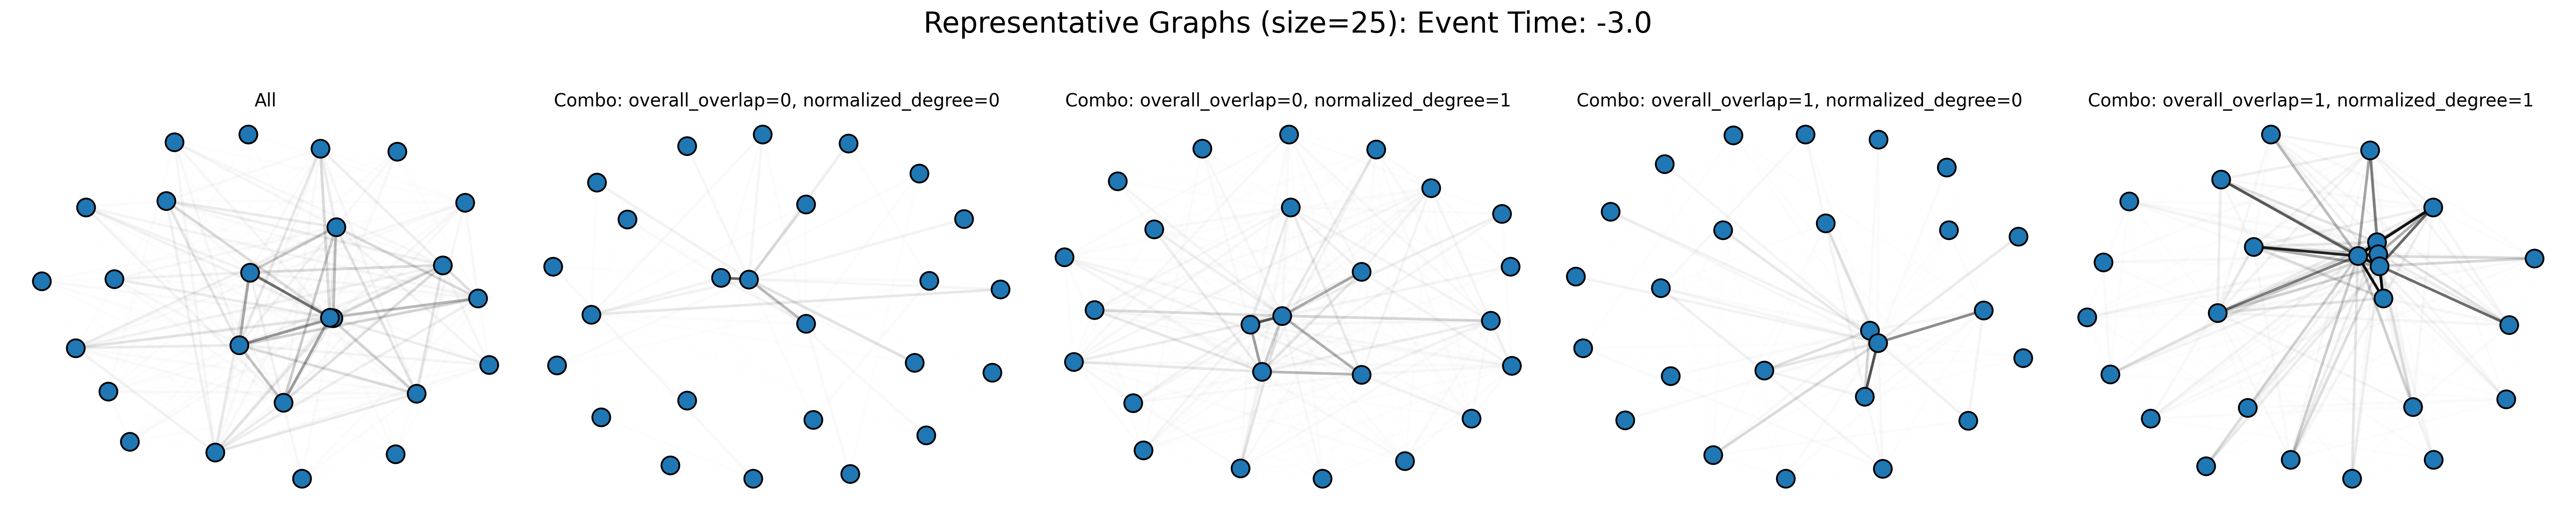 Representative Graphs (size=25): Event Time: -3.0
All
Combo: overall_overlap=0, normalized_degree=0
Combo: overall_overlap=0, normalized_degree=1
Combo: overall_overlap=1, normalized_degree=0
Combo: overall_overlap=1, normalized_degree=1